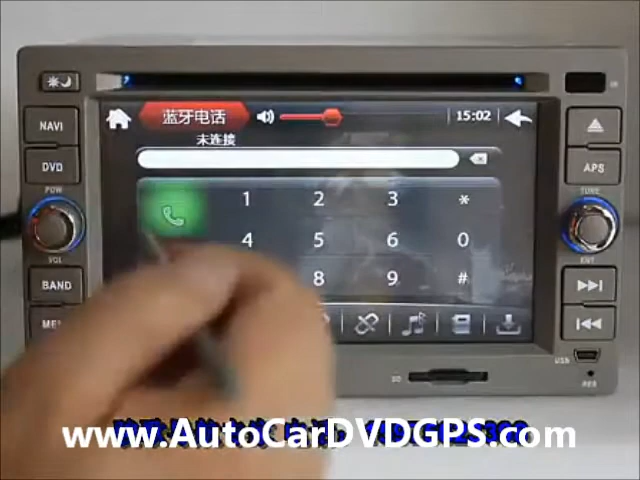 NAVI
蓝牙电话
15:02
DVD
未连接
APS
POW
TUNE
1 2 3 *
VOL
4 5 6 0
ENT
BAND
8 9 #
USB
SD
RES
www.AutoCarDVDGPS.com